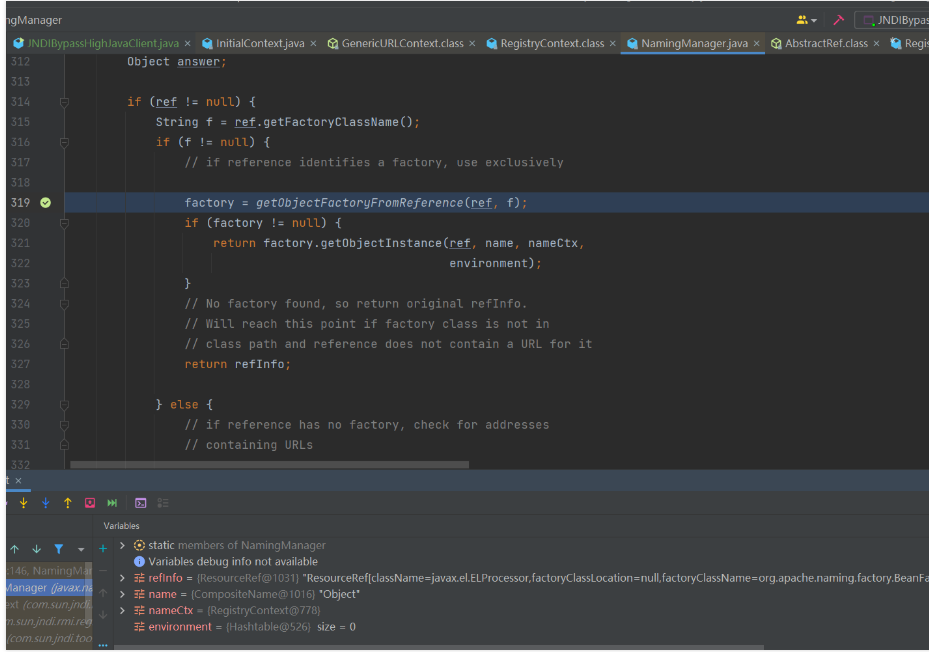 ngManager
JNDIBypas
JNDIBypassHighJavaClient.java × InitialContext.java × GenericURLContext.class × RegistryContext.class × NamingManager.java × AbstractRef.class × Regis
312 Object answer;
313
314 if (ref != null) {
315 String f = ref.getFactoryClassName();
316 if (f != null) {
317 // if reference identifies a factory, use exclusively
318
319 factory = getObjectFactoryFromReference(ref, f);
320 if (factory != null) {
321 return factory.getObjectInstance(ref, name, nameCtx,
322 environment);
323 }
324 // No factory found, so return original refInfo.
325 // Will reach this point if factory class is not in
326 // class path and reference does not contain a URL for it
327 return refInfo;
328
329 } else {
330 // if reference has no factory, check for addresses
331 // containing URLs
332
t ×
Variables
static members of NamingManager
Variables debug info not available
:146, NamingMan
Manager (javax.na
ext (com.sun.jndi.
m.sun.jndi.rmi.reg
(com.sun.jndi.too
refInfo = {ResourceRef@1031} "ResourceRef[className=javax.el.ELProcessor,factoryClassLocation=null,factoryClassName=org.apache.naming.factory.BeanFa
name = {CompositeName@1016} "Object"
nameCtx = {RegistryContext@778}
environment = {Hashtable@526} size = 0